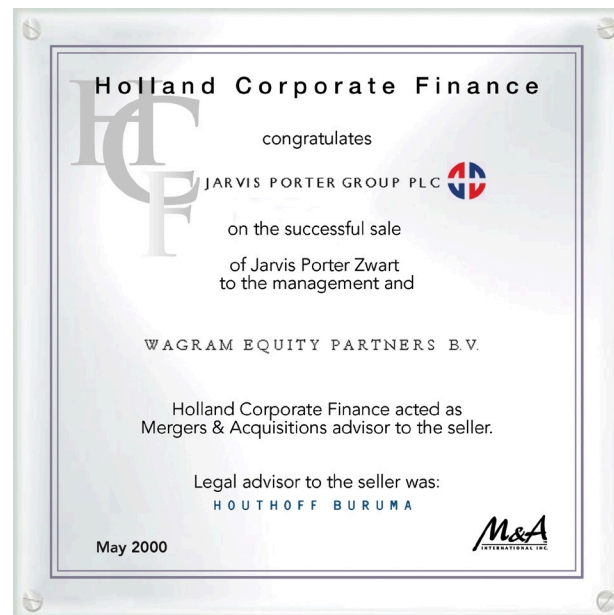 Holland Corporate Finance
HCF
congratulates
JARVIS PORTER GROUP PLC
on the successful sale
of Jarvis Porter Zwart
to the management and
WAGRAM EQUITY PARTNERS B.V.
Holland Corporate Finance acted as
Mergers & Acquisitions advisor to the seller.
Legal advisor to the seller was:
HOUTHOFF BURUMA
May 2000
M&A
INTERNATIONAL INC.